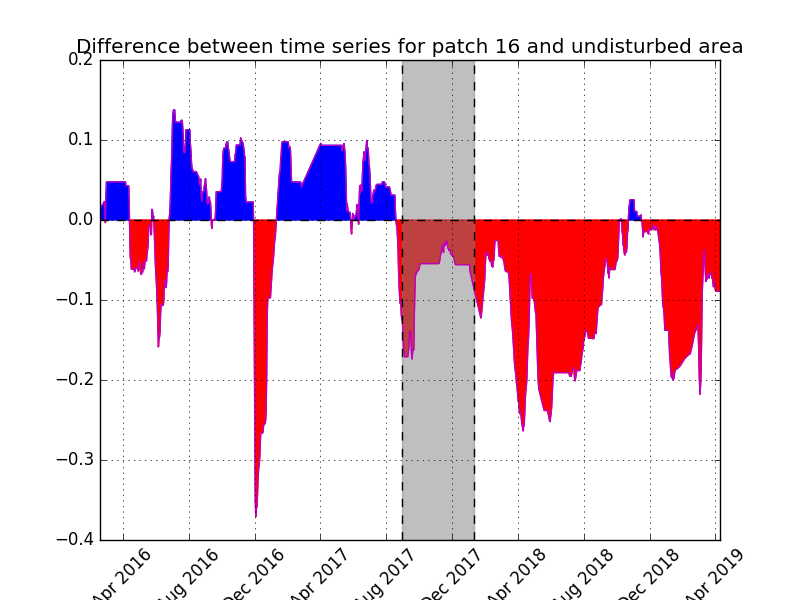 Difference between time series for patch 16 and undisturbed area
0.2
0.1
0.0
−0.1
−0.2
−0.3
−0.4
Apr 2016
Aug 2016
Dec 2016
Apr 2017
Aug 2017
Dec 2017
Apr 2018
Aug 2018
Dec 2018
Apr 2019